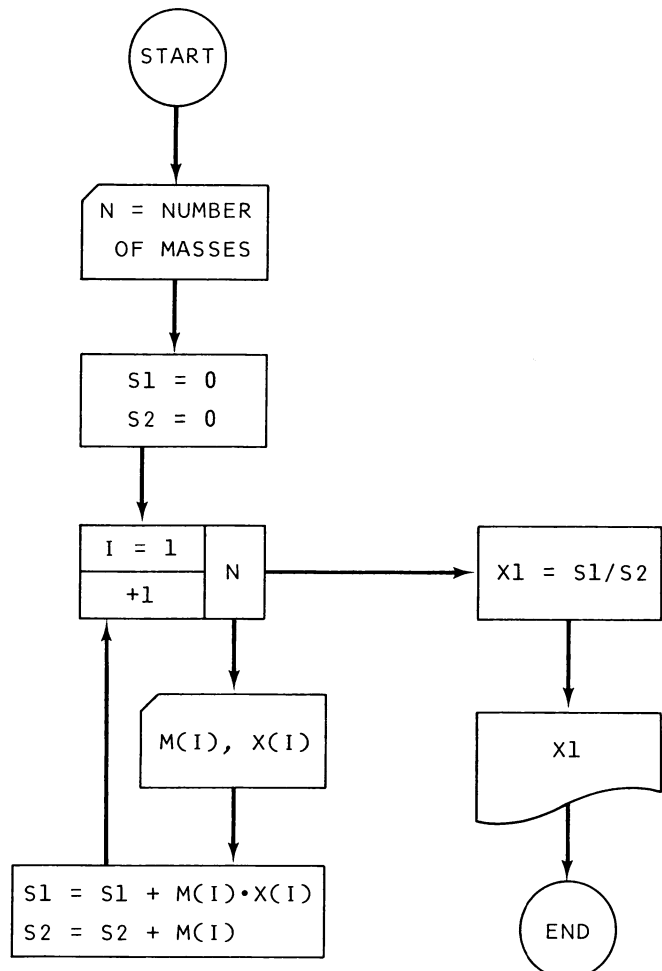 START
N = NUMBER
OF MASSES
S1 = 0
S2 = 0
I = 1
+1
N
M(I), X(I)
S1 = S1 + M(I)•X(I)
S2 = S2 + M(I)
X1 = S1/S2
X1
END